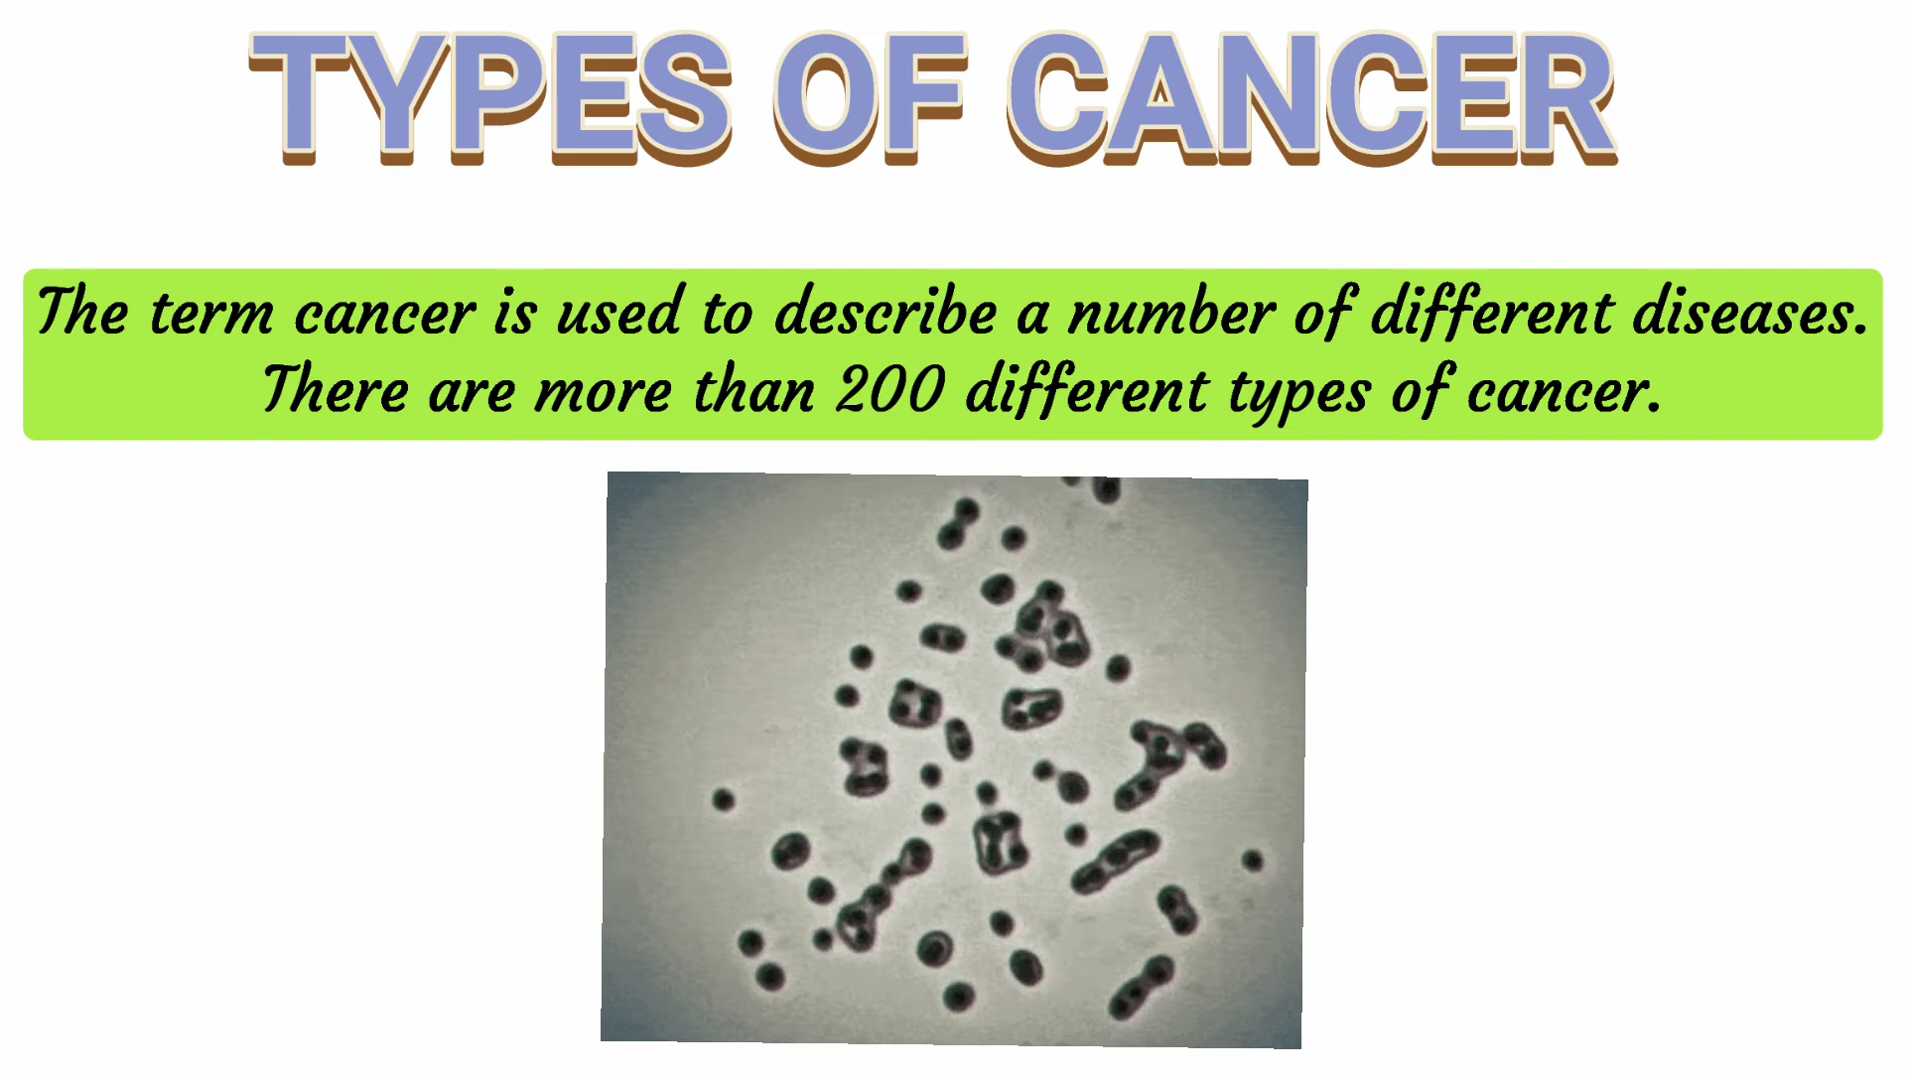 TYPES OF CANCER
The term cancer is used to describe a number of different diseases.
There are more than 200 different types of cancer.